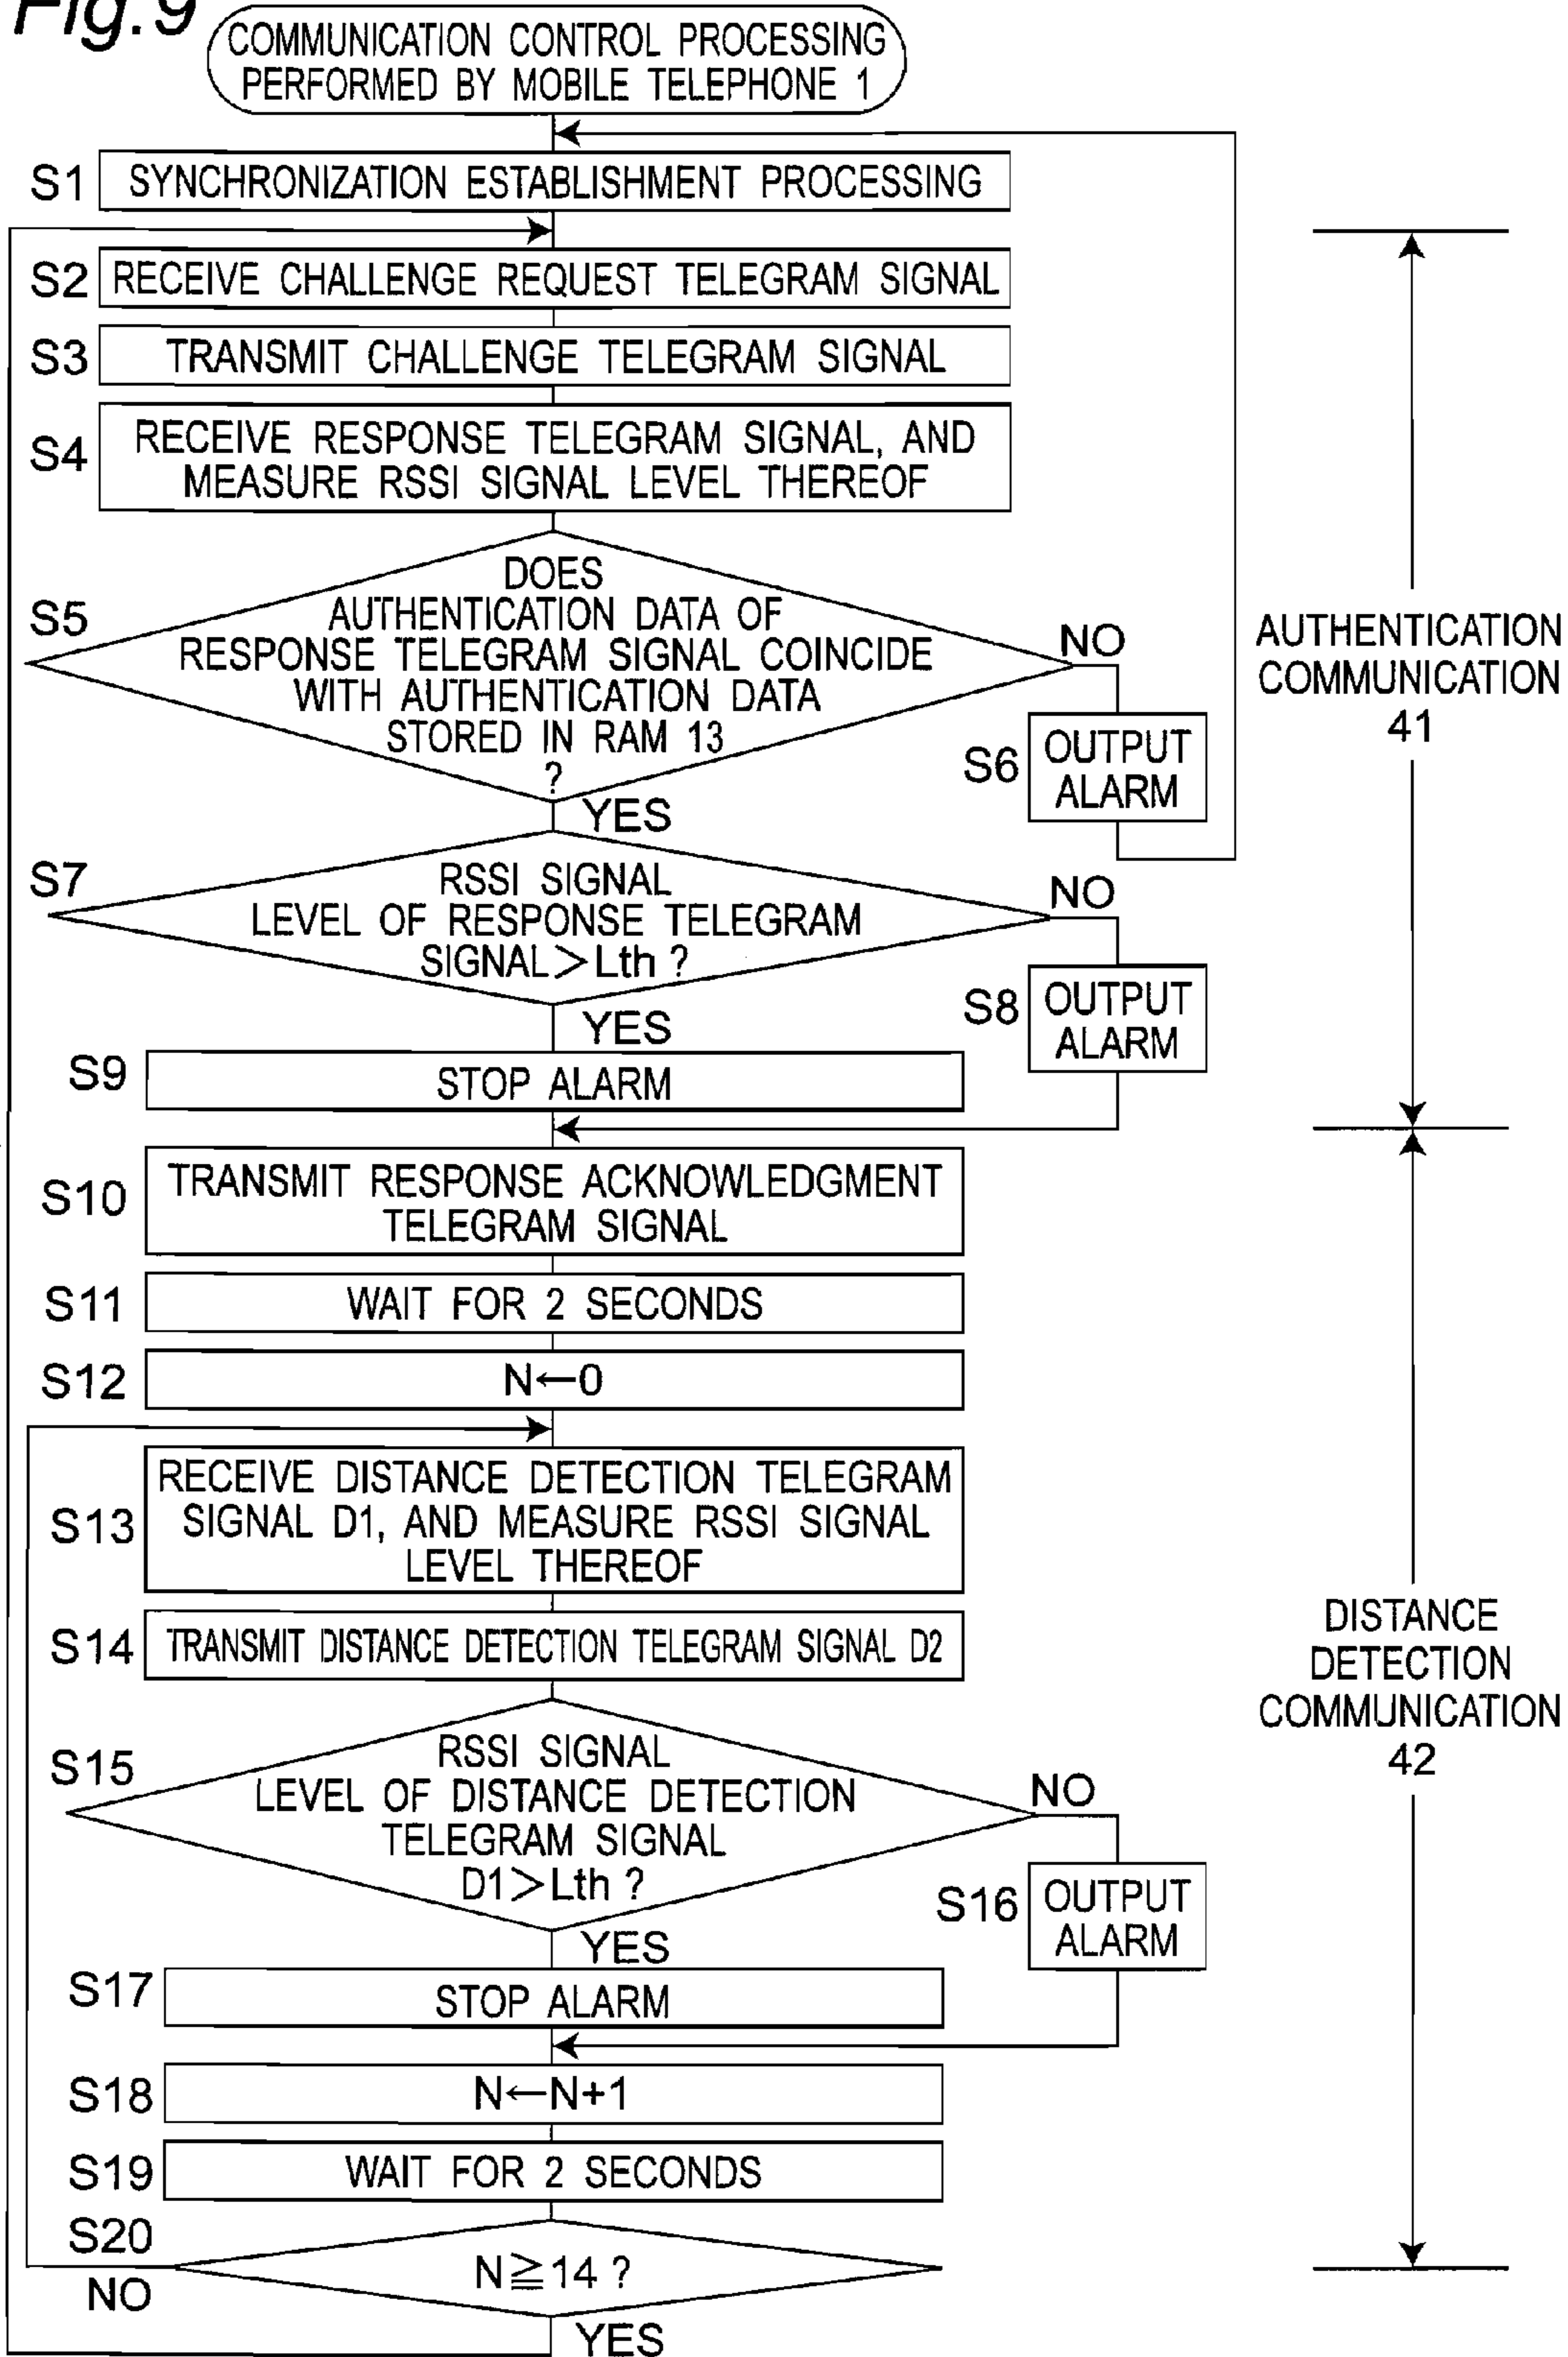 Fig.9
COMMUNICATION CONTROL PROCESSING
PERFORMED BY MOBILE TELEPHONE 1
S1
SYNCHRONIZATION ESTABLISHMENT PROCESSING
S2
RECEIVE CHALLENGE REQUEST TELEGRAM SIGNAL
S3
TRANSMIT CHALLENGE TELEGRAM SIGNAL
S4
RECEIVE RESPONSE TELEGRAM SIGNAL, AND
MEASURE RSSI SIGNAL LEVEL THEREOF
S5
DOES
AUTHENTICATION DATA OF
RESPONSE TELEGRAM SIGNAL COINCIDE
WITH AUTHENTICATION DATA
STORED IN RAM 13
?
NO
YES
S6
OUTPUT
ALARM
S7
RSSI SIGNAL
LEVEL OF RESPONSE TELEGRAM
SIGNAL>Lth ?
NO
YES
S8
OUTPUT
ALARM
S9
STOP ALARM
AUTHENTICATION
COMMUNICATION
41
S10
TRANSMIT RESPONSE ACKNOWLEDGMENT
TELEGRAM SIGNAL
S11
WAIT FOR 2 SECONDS
S12
N←0
S13
RECEIVE DISTANCE DETECTION TELEGRAM
SIGNAL D1, AND MEASURE RSSI SIGNAL
LEVEL THEREOF
S14
TRANSMIT DISTANCE DETECTION TELEGRAM SIGNAL D2
S15
RSSI SIGNAL
LEVEL OF DISTANCE DETECTION
TELEGRAM SIGNAL
D1>Lth ?
NO
YES
S16
OUTPUT
ALARM
S17
STOP ALARM
S18
N←N+1
S19
WAIT FOR 2 SECONDS
S20
N≧14 ?
NO
YES
DISTANCE
DETECTION
COMMUNICATION
42